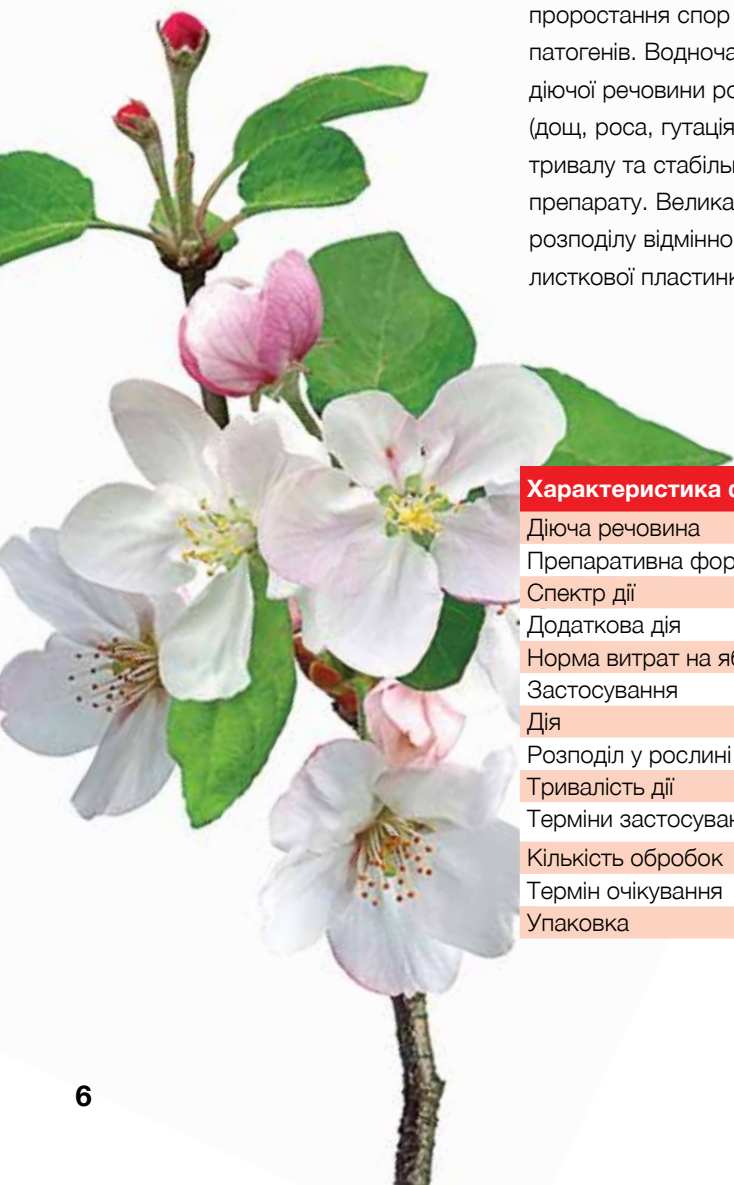 проростання спор
патогенів. Водноча
діючої речовини ро
(дощ, роса, гутація
тривалу та стабіль
препарату. Велика
розподілу відмінно
листкової пластинк
Характеристика
Діюча речовина
Препаративна фор
Спектр дії
Додаткова дія
Норма витрат на яб
Застосування
Дія
Розподіл у рослині
Тривалість дії
Терміни застосуван
Кількість обробок
Термін очікування
Упаковка
6